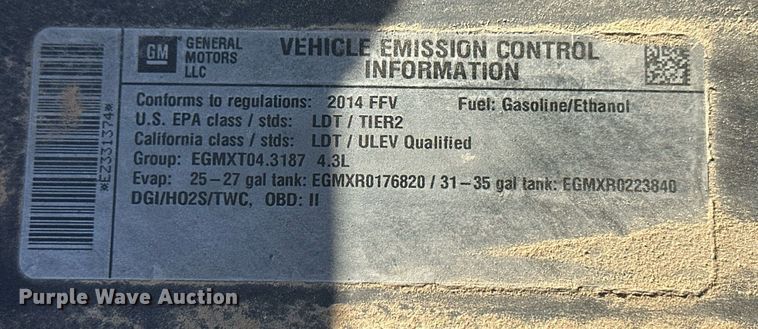 GM
GENERAL
MOTORS
LLC
VEHICLE EMISSION CONTROL
INFORMATION
*E2331374*
Conforms to regulations: 2014 FFV Fuel: Gasoline/Ethanol
U.S. EPA class / stds: LDT / TIER2
California class / stds: LDT / ULEV Qualified
Group: EGMXT04.3187 4.3L
Evap: 25-27 gal tank: EGMXR0176820 / 31-35 gal tank: EGMXR0223840
DGI/HO2S/TWC, OBD: II
Purple Wave Auction